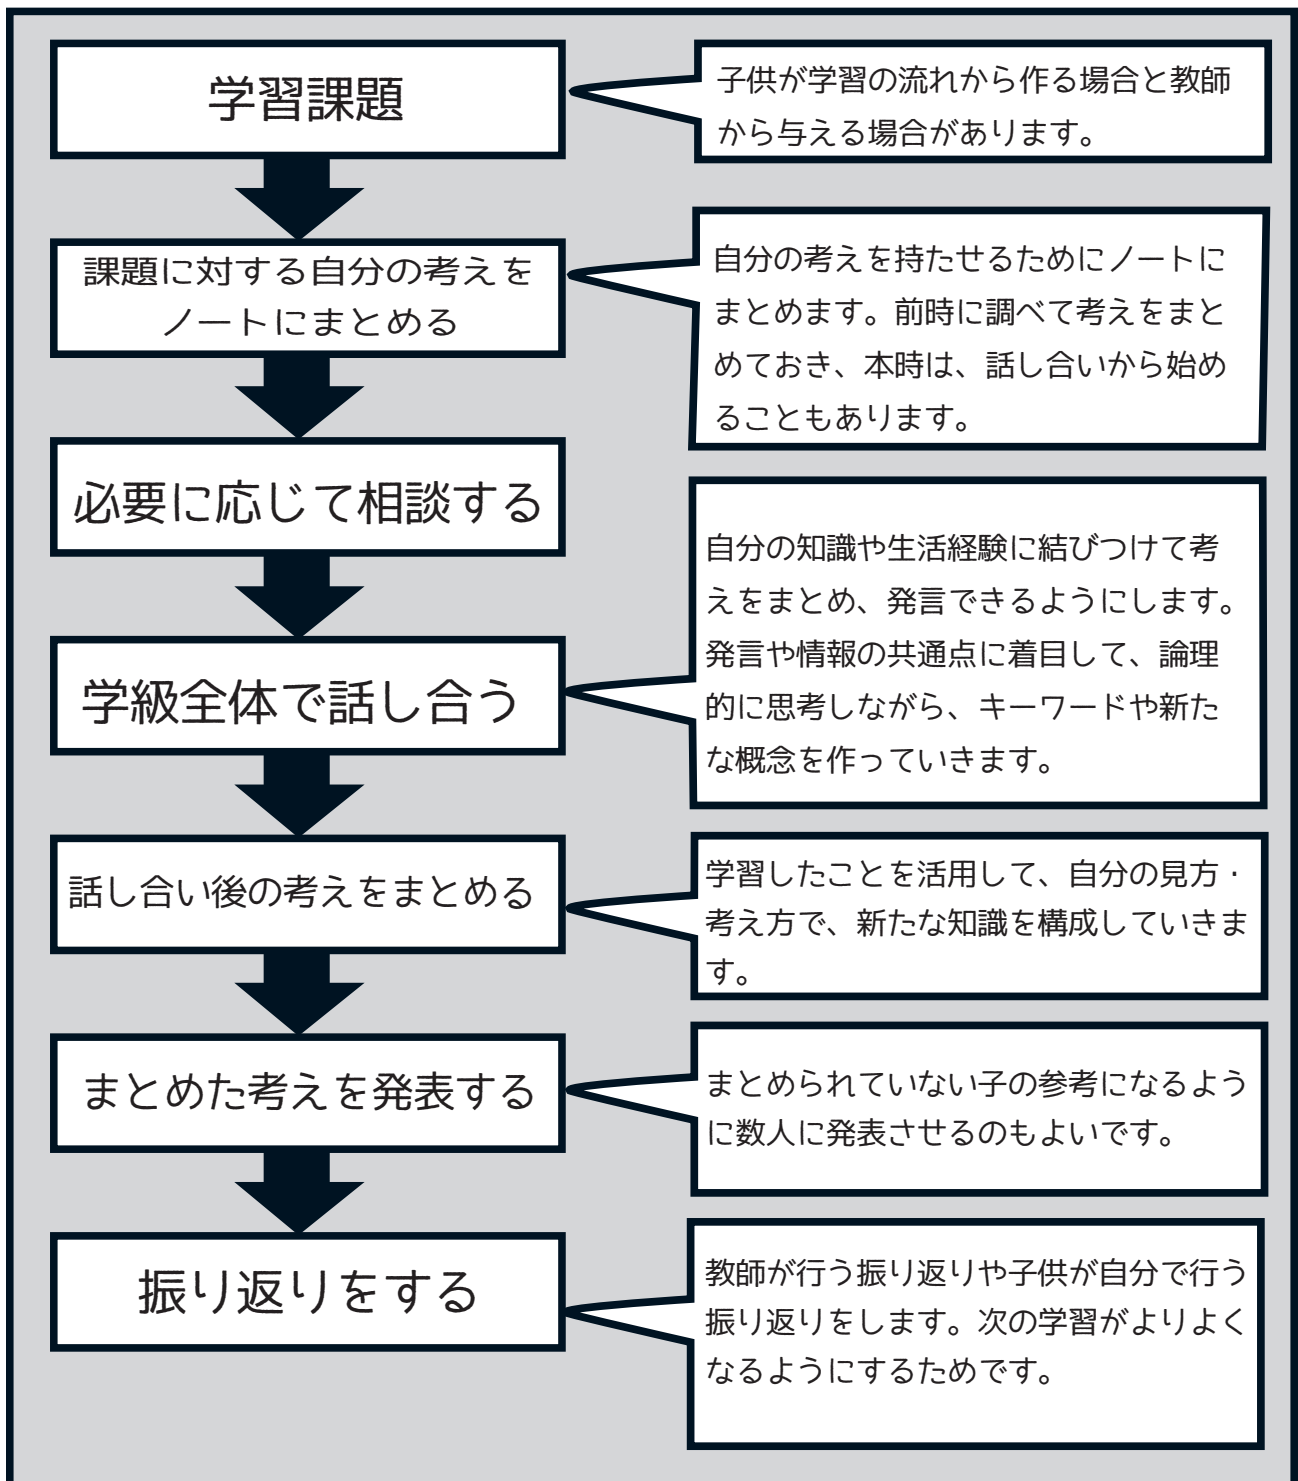 学習課題
子供が学習の流れから作る場合と教師
から与える場合があります。
課題に対する自分の考えを
ノートにまとめる
自分の考えを持たせるためにノートに
まとめます。前時に調べて考えをまと
めておき、本時は、話し合いから始め
ることもあります。
必要に応じて相談する
学級全体で話し合う
自分の知識や生活経験に結びつけて考
えをまとめ、発言できるようにします。
発言や情報の共通点に着目して、論理
的に思考しながら、キーワードや新た
な概念を作っていきます。
話し合い後の考えをまとめる
学習したことを活用して、自分の見方・
考え方で、新たな知識を構成していきま
す。
まとめた考えを発表する
まとめられていない子の参考になるよう
に数人に発表させるのもよいです。
振り返りをする
教師が行う振り返りや子供が自分で行う
振り返りをします。次の学習がよりよく
なるようにするためです。